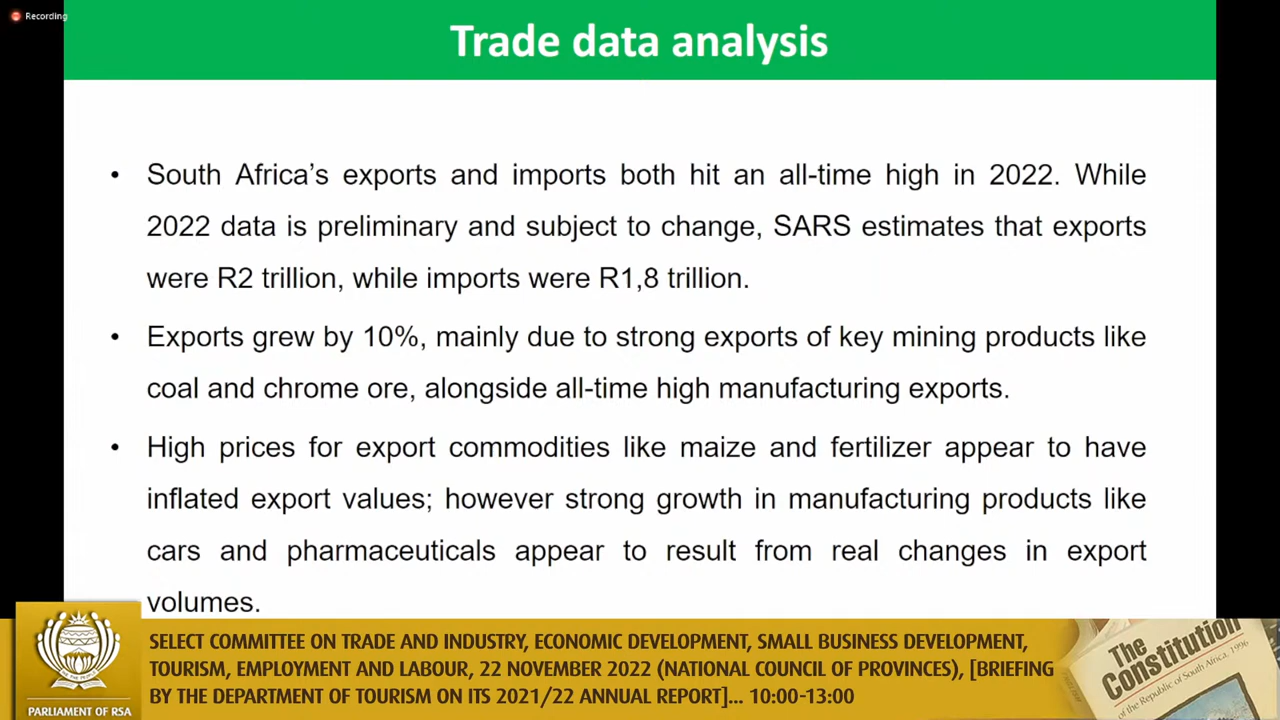 Recording
Trade data analysis
• South Africa’s exports and imports both hit an all-time high in 2022. While
2022 data is preliminary and subject to change, SARS estimates that exports
were R2 trillion, while imports were R1,8 trillion.
• Exports grew by 10%, mainly due to strong exports of key mining products like
coal and chrome ore, alongside all-time high manufacturing exports.
• High prices for export commodities like maize and fertilizer appear to have
inflated export values; however strong growth in manufacturing products like
cars and pharmaceuticals appear to result from real changes in export
volumes.
SELECT COMMITTEE ON TRADE AND INDUSTRY, ECONOMIC DEVELOPMENT, SMALL BUSINESS DEVELOPMENT,
TOURISM, EMPLOYMENT AND LABOUR, 22 NOVEMBER 2022 (NATIONAL COUNCIL OF PROVINCES), [BRIEFING
BY THE DEPARTMENT OF TOURISM ON ITS 2021/22 ANNUAL REPORT]... 10:00-13:00
PARLIAMENT OF RSA
The
Constitution
of the Republic of South Africa, 1996